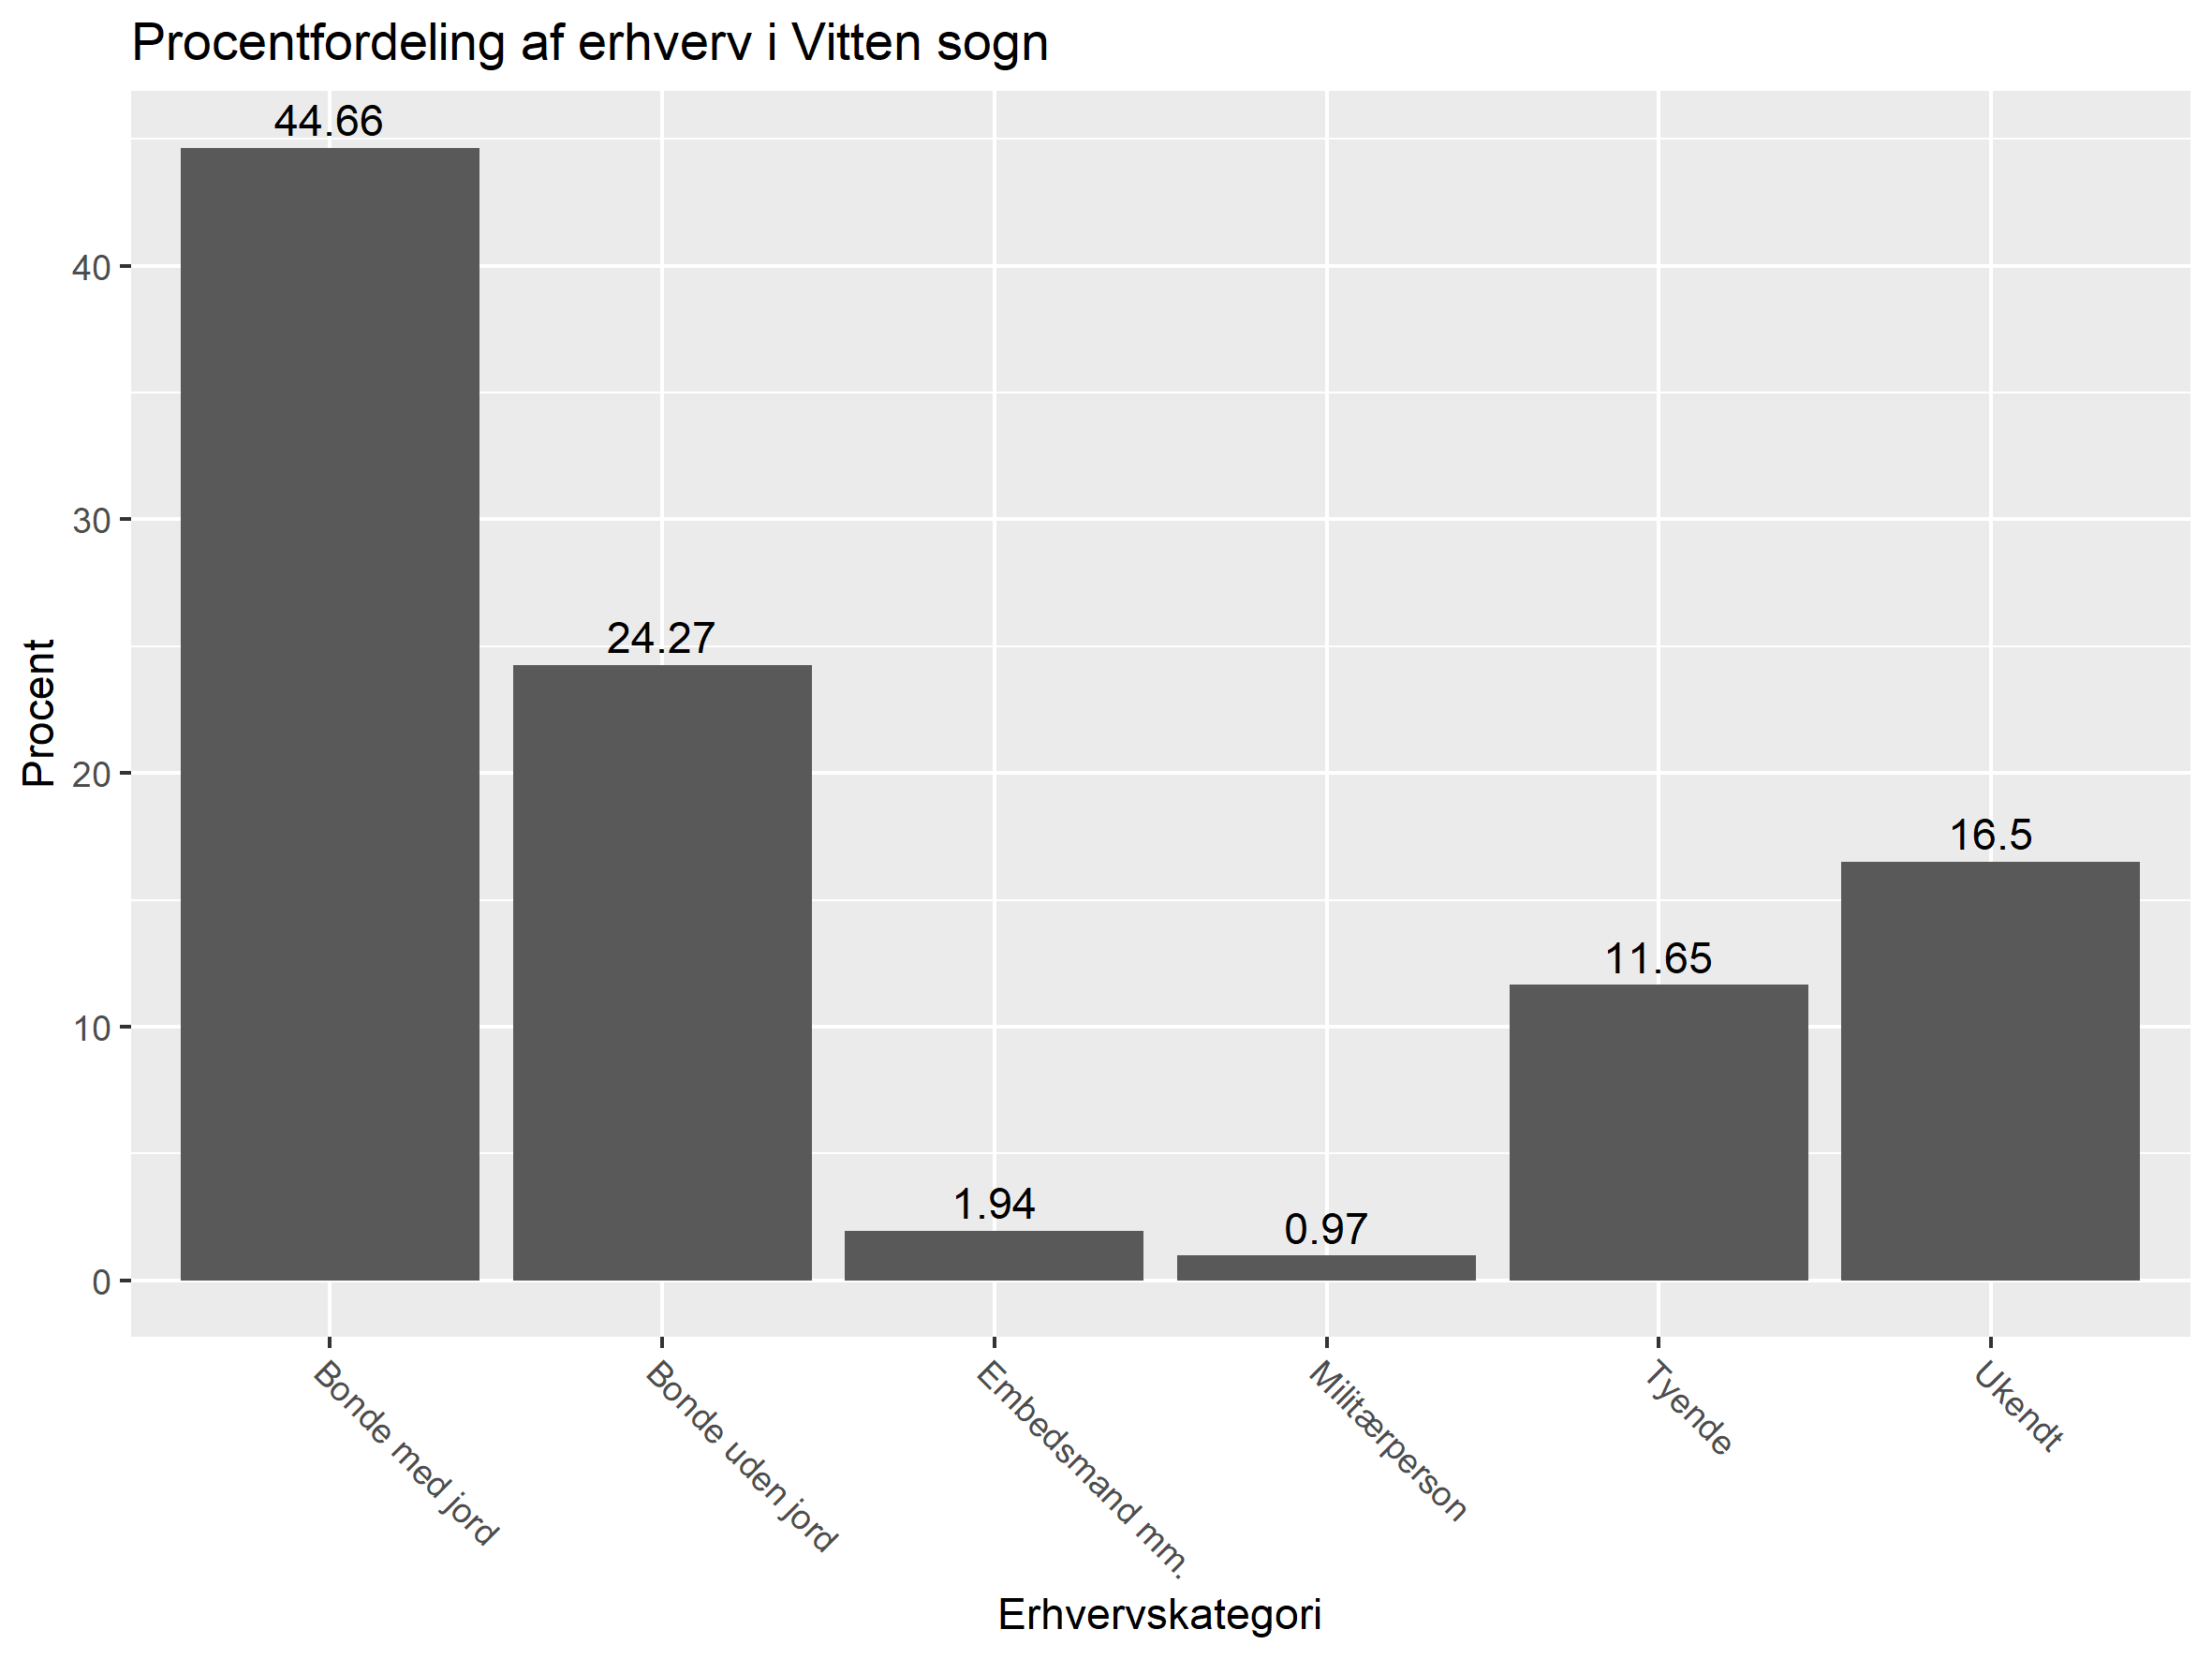 Procentfordeling af erhverv i Vitten sogn
44.66
24.27
1.94
0.97
11.65
16.5
40
30
20
10
0
Procent
Bonde med jord
Bonde uden jord
Embedsmand mm.
Militærperson
Tyende
Ukendt
Erhvervskategori